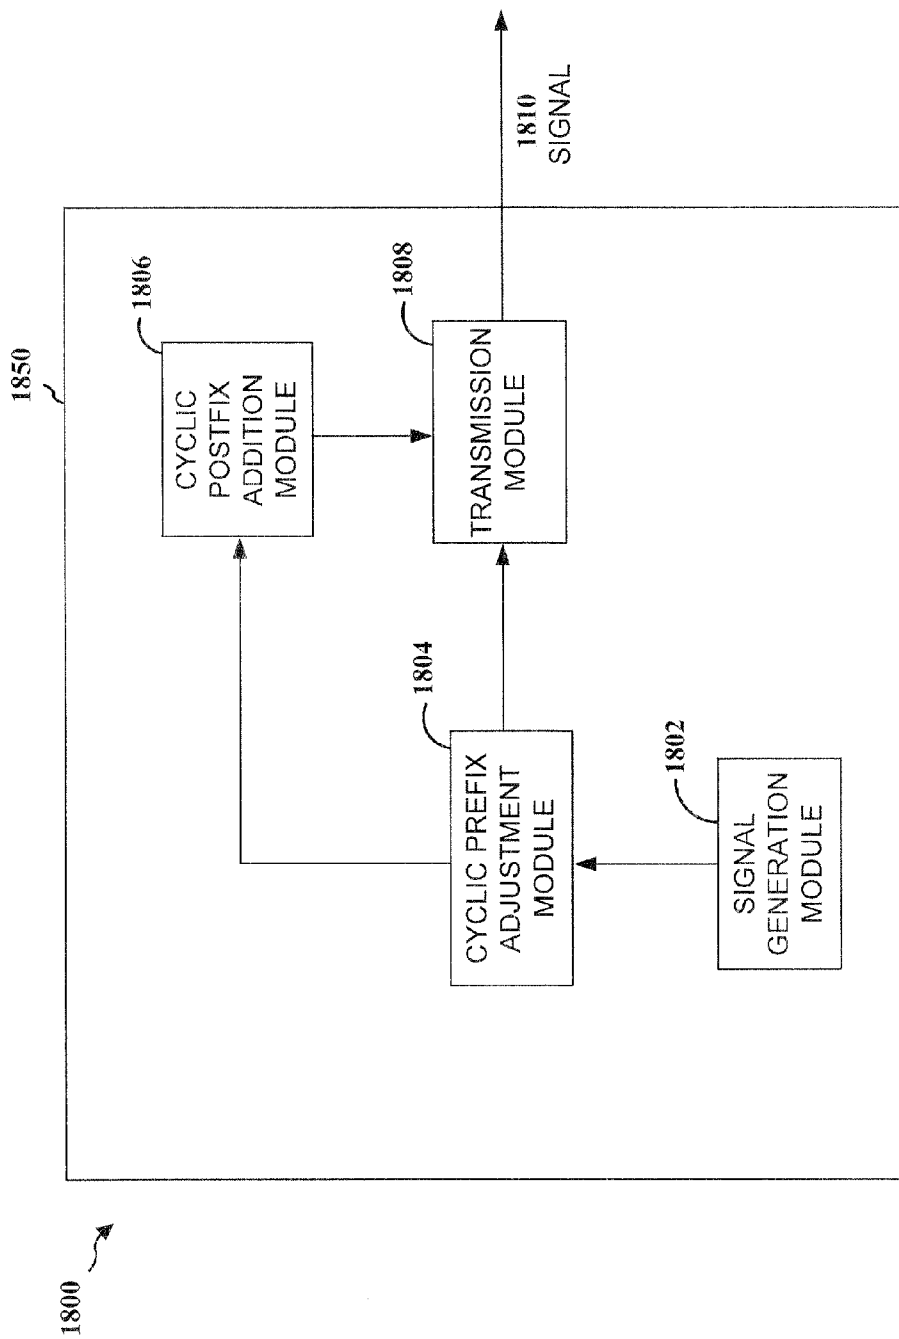 1800
1850
CYCLIC
POSTFIX
ADDITION
MODULE
1806
TRANSMISSION
MODULE
1808
1810
SIGNAL
CYCLIC PREFIX
ADJUSTMENT
MODULE
1804
SIGNAL
GENERATION
MODULE
1802